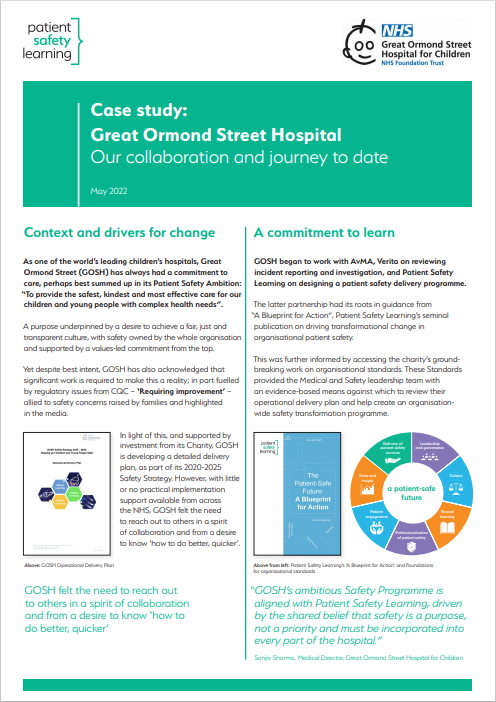 patient
safety
learning
NHS
Great Ormond Street
Hospital for Children
NHS Foundation Trust
Case study:
Great Ormond Street Hospital
Our collaboration and journey to date
May 2022
Context and drivers for change
As one of the world's leading children's hospitals, Great
Ormond Street (GOSH) has always had a commitment to
care, perhaps best summed up in its Patient Safety Ambition:
"To provide the safest, kindest and most effective care for our
children and young people with complex health needs".
A purpose underpinned by a desire to achieve a fair, just and
transparent culture, with safety owned by the whole organisation
and supported by a values-led commitment from the top.
Yet despite best intent, GOSH has also acknowledged that
significant work is required to make this a reality; in part fuelled
by regulatory issues from CQC – 'Requiring improvement' –
allied to safety concerns raised by families and highlighted
in the media.
Operational Delivery Plan
In light of this, and supported by
investment from its Charity, GOSH
is developing a detailed delivery
plan, as part of its 2020-2025
Safety Strategy. However, with little
or no practical implementation
support available from across
the NHS, GOSH felt the need
to reach out to others in a spirit
of collaboration and from a desire
to know 'how to do better, quicker'.
Above: GOSH Operational Delivery Plan
GOSH felt the need to reach out
to others in a spirit of collaboration
and from a desire to know 'how to
do better, quicker'
A commitment to learn
GOSH began to work with AvMA, Verita on reviewing
incident reporting and investigation, and Patient Safety
Learning on designing a patient safety delivery programme.
The latter partnership had its roots in guidance from
"A Blueprint for Action", Patient Safety Learning's seminal
publication on driving transformational change in
organisational patient safety.
This was further informed by accessing the charity's ground-
breaking work on organisational standards. These Standards
provided the Medical and Safety leadership team with
an evidence-based means against which to review their
operational delivery plan and help create an organisation-
wide safety transformation programme.
patient
safety
learning
The
Patient-Safe
Future:
A Blueprint
for Action
Delivery of
patient safety
services
Leadership
and governance
Culture
Shared
learning
Professionalisation
of patient safety
Patient
engagement
Data and
insight
a patient-safe
future
Above from left: Patient Safety Learning's 'A Blueprint for Action' and Foundations
for organisational standards
"GOSH's ambitious Safety Programme is
aligned with Patient Safety Learning, driven
by the shared belief that safety is a purpose,
not a priority and must be incorporated into
every part of the hospital."
Sanjiv Sharma, Medical Director, Great Ormond Street Hospital for Children